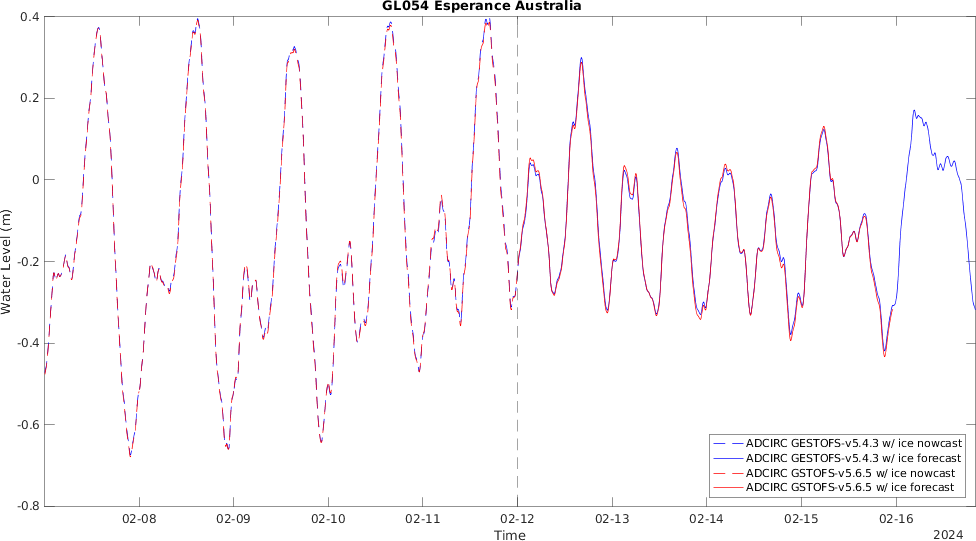 GL054 Esperance Australia
0.4
0.2
0
-0.2
-0.4
-0.6
-0.8
Water Level (m)
02-08
02-09
02-10
02-11
02-12
02-13
02-14
02-15
02-16
Time
2024
ADCIRC GESTOFS-v5.4.3 w/ ice nowcast
ADCIRC GESTOFS-v5.4.3 w/ ice forecast
ADCIRC GSTOFS-v5.6.5 w/ ice nowcast
ADCIRC GSTOFS-v5.6.5 w/ ice forecast